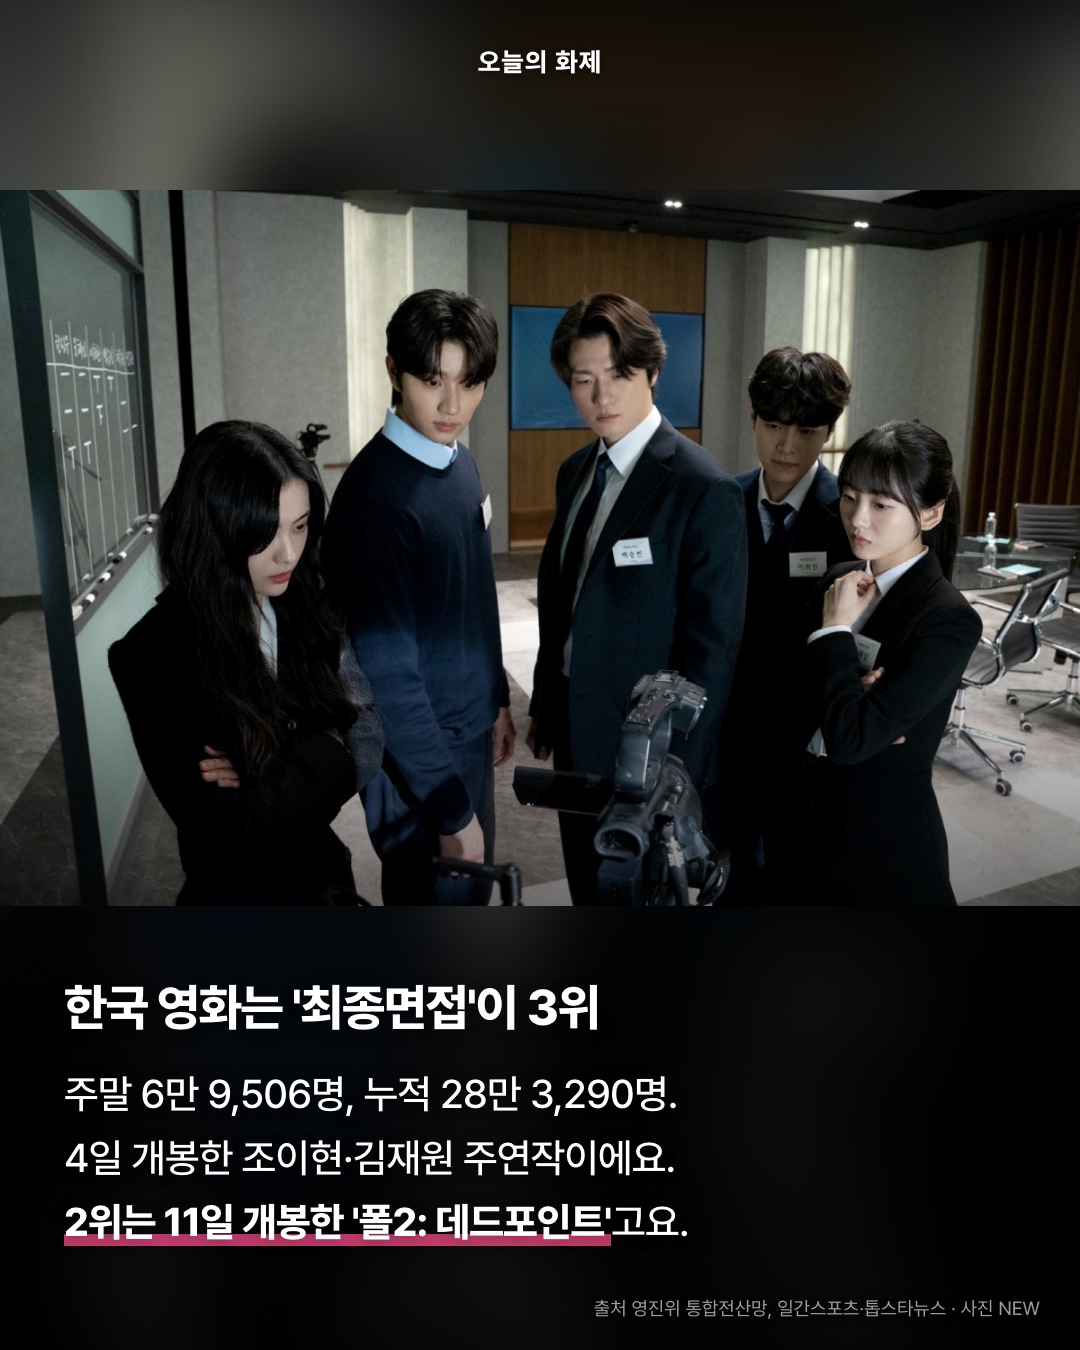 오늘의 화제
백승빈
한국 영화는 '최종면접'이 3위
주말 6만 9,506명, 누적 28만 3,290명.
4일 개봉한 조이현·김재원 주연작이에요.
2위는 11일 개봉한 '폴2: 데드포인트'고요.
출처 영진위 통합전산망, 일간스포츠·톱스타뉴스 · 사진 NEW